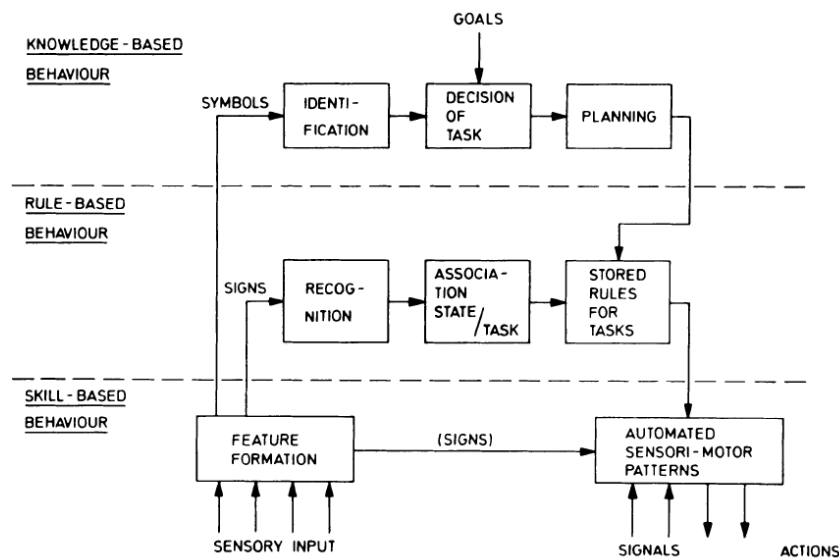 GOALS
KNOWLEDGE-BASED
BEHAVIOUR
SYMBOLS
IDENTI-
FICATION
DECISION
OF
TASK
PLANNING
RULE-BASED
BEHAVIOUR
SIGNS
RECOG-
NITION
ASSOCIA-
TION
STATE
/TASK
STORED
RULES
FOR
TASKS
SKILL-BASED
BEHAVIOUR
FEATURE
FORMATION
(SIGNS)
AUTOMATED
SENSORI-MOTOR
PATTERNS
SENSORY INPUT
SIGNALS
ACTIONS